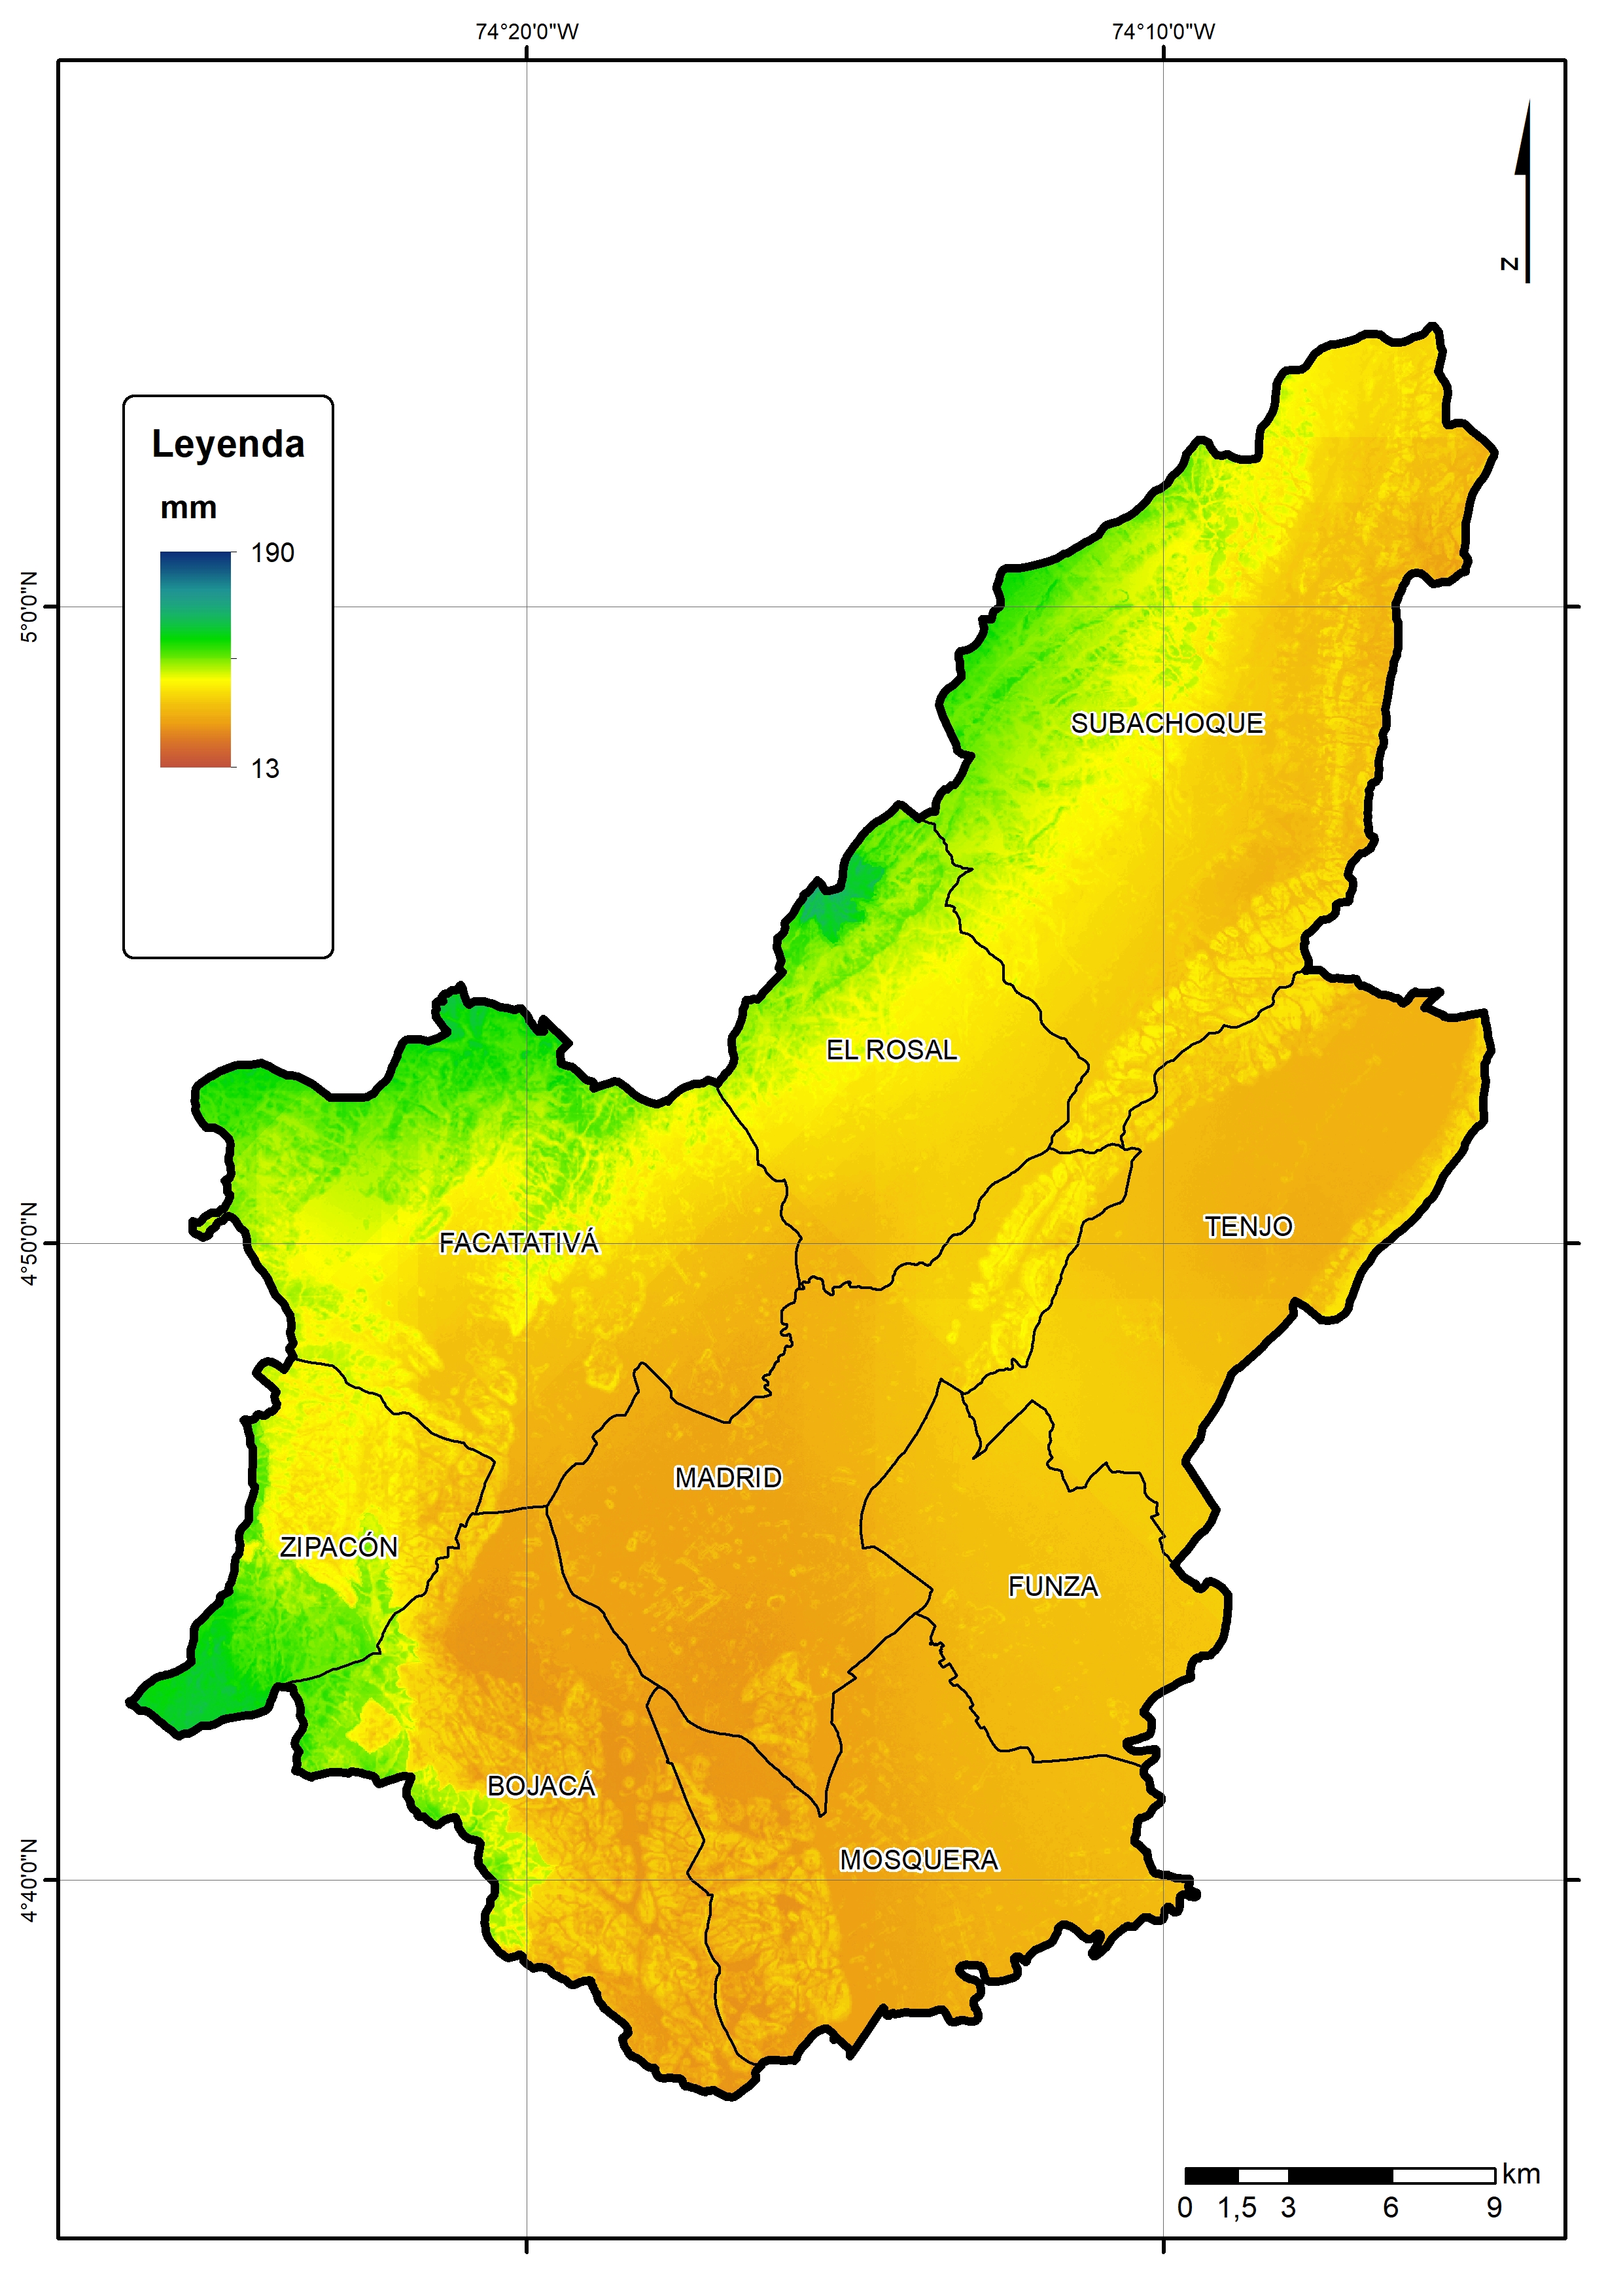 74°20'0"W
74°10'0"W
N
Leyenda
mm
190
13
5°0'0"N
SUBACHOQUE
EL ROSAL
4°50'0"N
TENJO
FACATATIVÁ
MADRID
ZIPACÓN
FUNZA
BOJACÁ
MOSQUERA
4°40'0"N
km
0 1,5 3 6 9